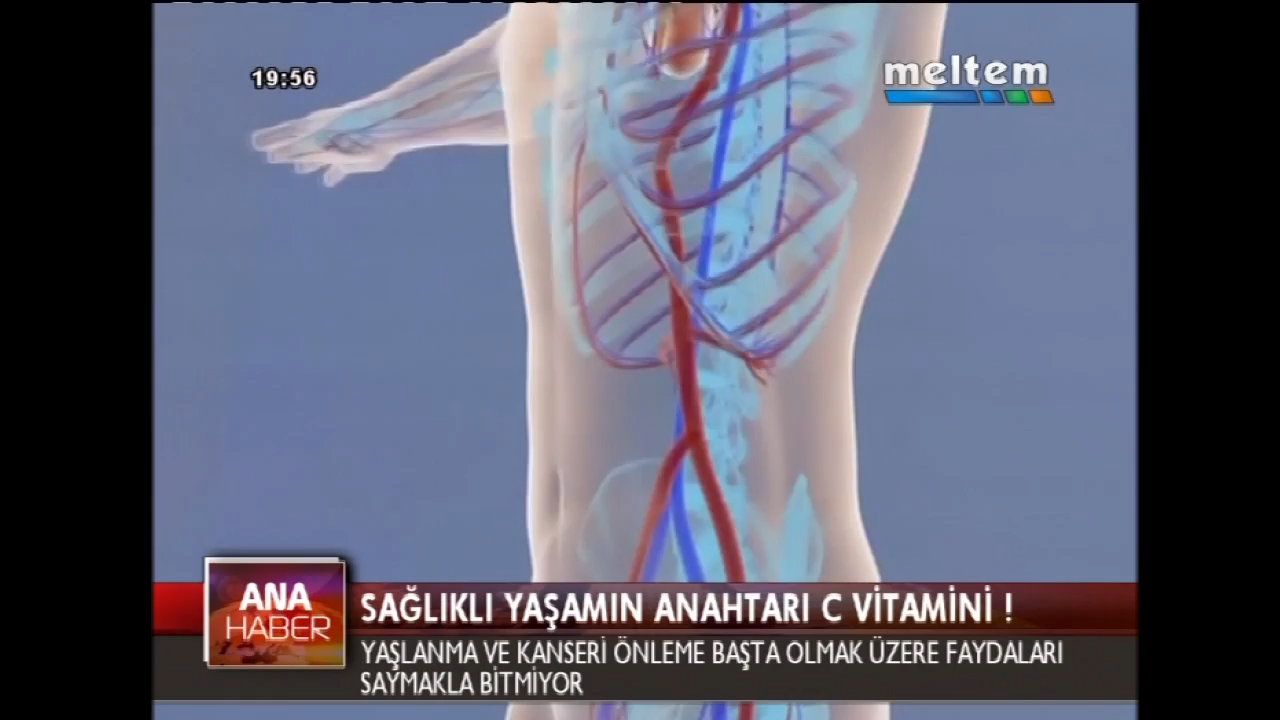 19:56
meltem
ANA
HABER
SAĞLIKLI YAŞAMIN ANAHTARI C VİTAMİNİ !
YAŞLANMA VE KANSERİ ÖNLEME BAŞTA OLMAK ÜZERE FAYDALARI
SAYMAKLA BİTMİYOR